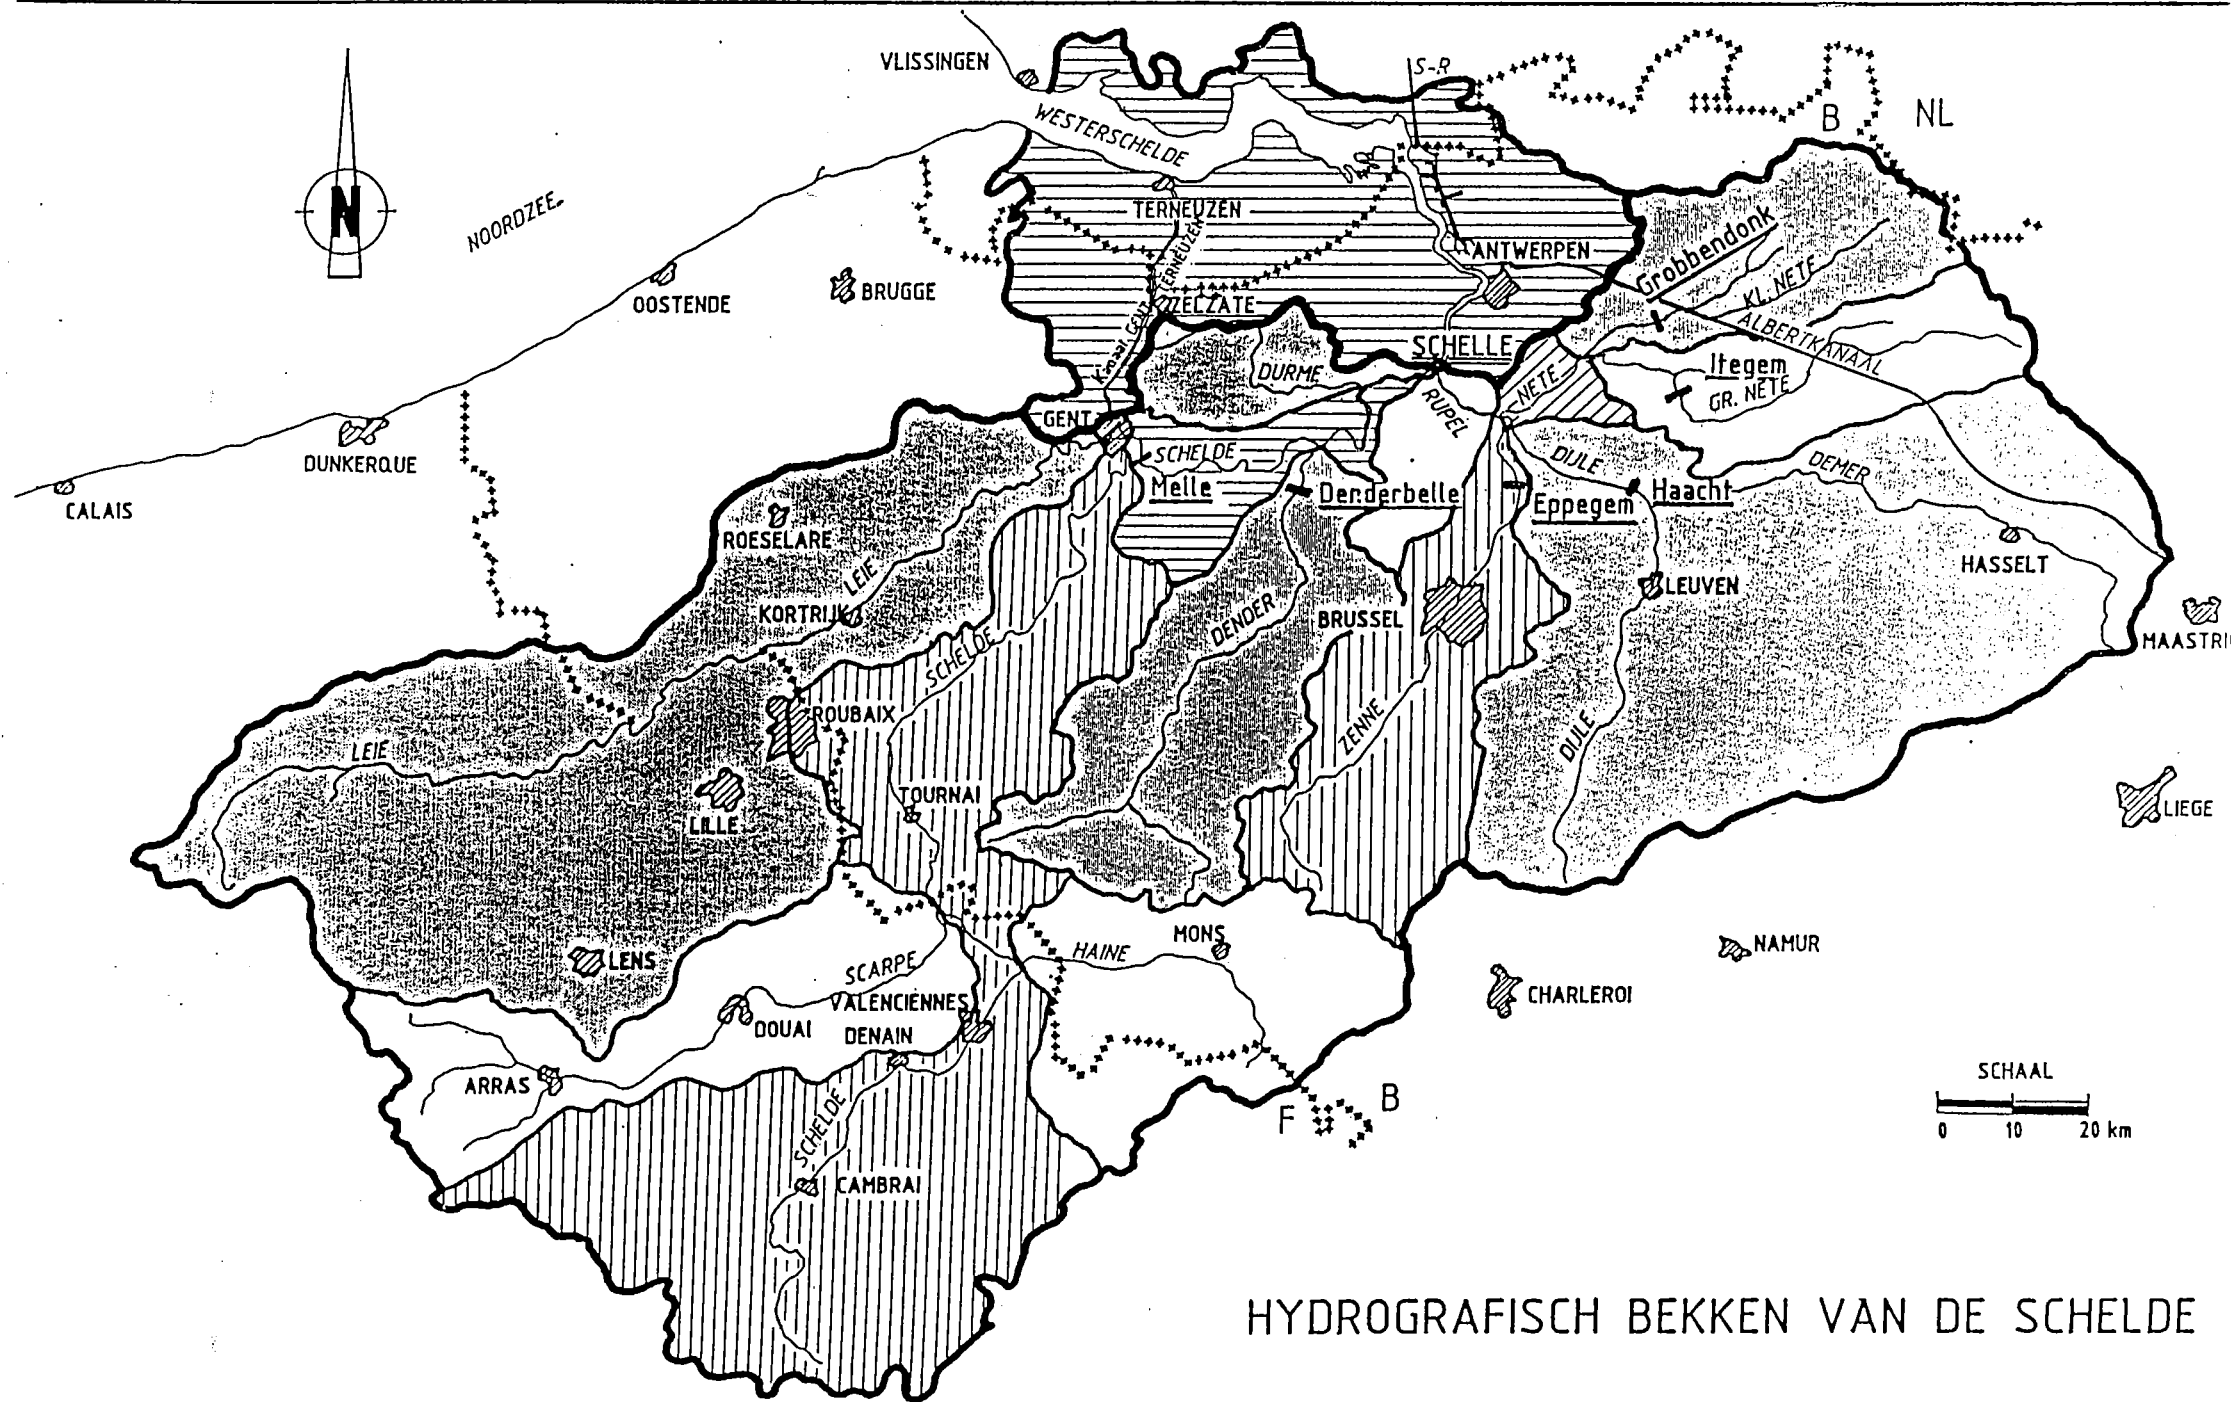 VLISSINGEN
S-R
B
NL
WESTERSCHELDE
N
NOORDZEE
TERNEUZEN
ANTWERPEN
Grobbendonk
OOSTENDE
BRUGGE
Kanaal GENT TERNEUZEN
ZELZATE
KL. NETE
ALBERTKANAAL
SCHELLE
DURME
Itegem
GR. NETE
NETE
RUPEL
GENT
DUNKERQUE
SCHELDE
DIJLE
DEMER
CALAIS
Melle
Denderbelle
Eppegem
Haacht
ROESELARE
HASSELT
LEIE
KORTRIJK
LEUVEN
DENDER
BRUSSEL
SCHELDE
MAASTRI
ROUBAIX
ZENNE
DIJLE
LEIE
TOURNAI
LILLE
LIEGE
MONS
HAINE
NAMUR
LENS
SCARPE
VALENCIENNES
CHARLEROI
DOUAI
DENAIN
ARRAS
SCHAAL
B
F
SCHELDE
0 10 20 km
CAMBRAI
HYDROGRAFISCH BEKKEN VAN DE SCHELDE